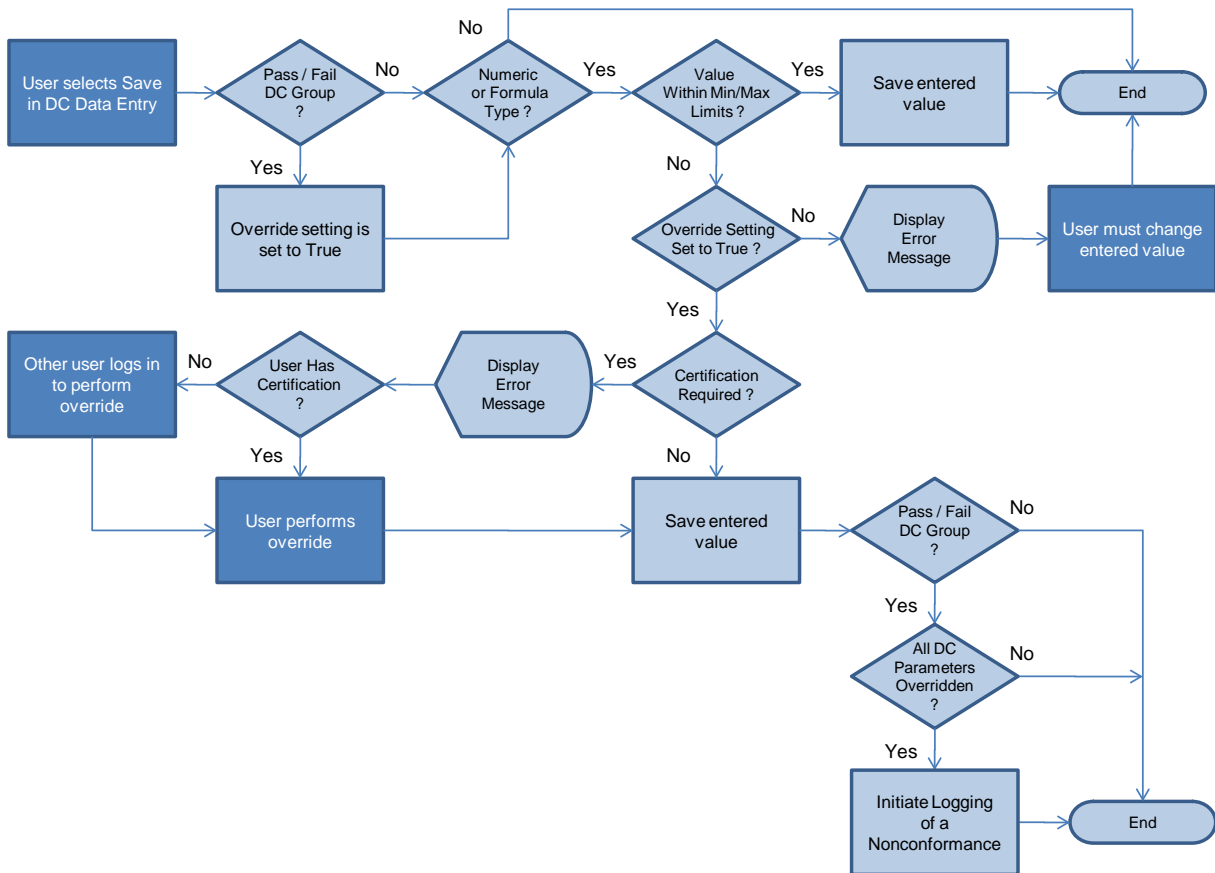 No
User selects Save
in DC Data Entry
Pass / Fail
DC Group
?
No
Numeric
or Formula
Type ?
Yes
Value
Within Min/Max
Limits ?
Yes
Save entered
value
End
Yes
No
Override setting is
set to True
Override Setting
Set to True ?
No
Display
Error
Message
User must change
entered value
Yes
Other user logs in
to perform
override
No
User Has
Certification
?
Display
Error
Message
Yes
Certification
Required ?
Yes
No
User performs
override
Save entered
value
Pass / Fail
DC Group
?
No
Yes
All DC
Parameters
Overridden
?
No
Yes
Initiate Logging
of a
Nonconformance
End